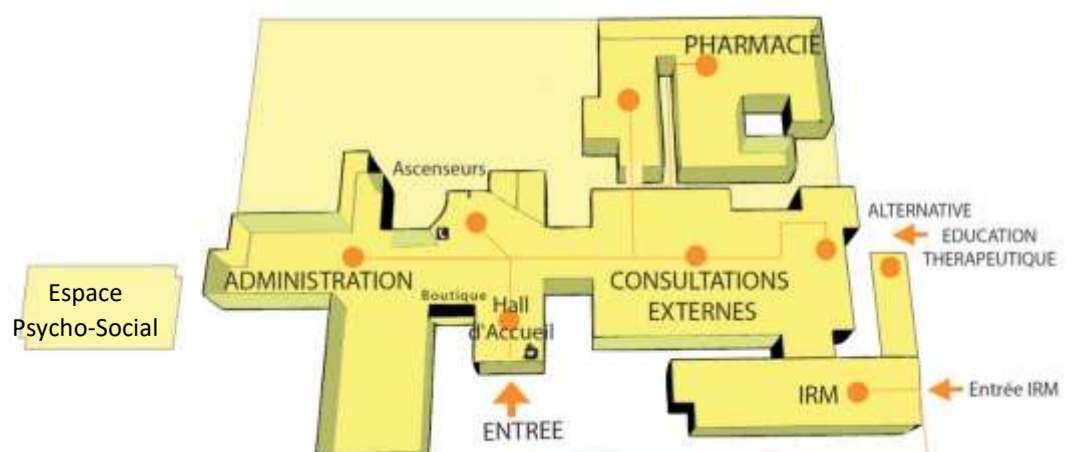 PHARMACIE
Ascenseurs
ALTERNATIVE
EDUCATION
THERAPEUTIQUE
ADMINISTRATION
CONSULTATIONS
EXTERNES
Espace
Psycho-Social
Boutique
Hall
d'Accueil
IRM
Entrée IRM
ENTREE